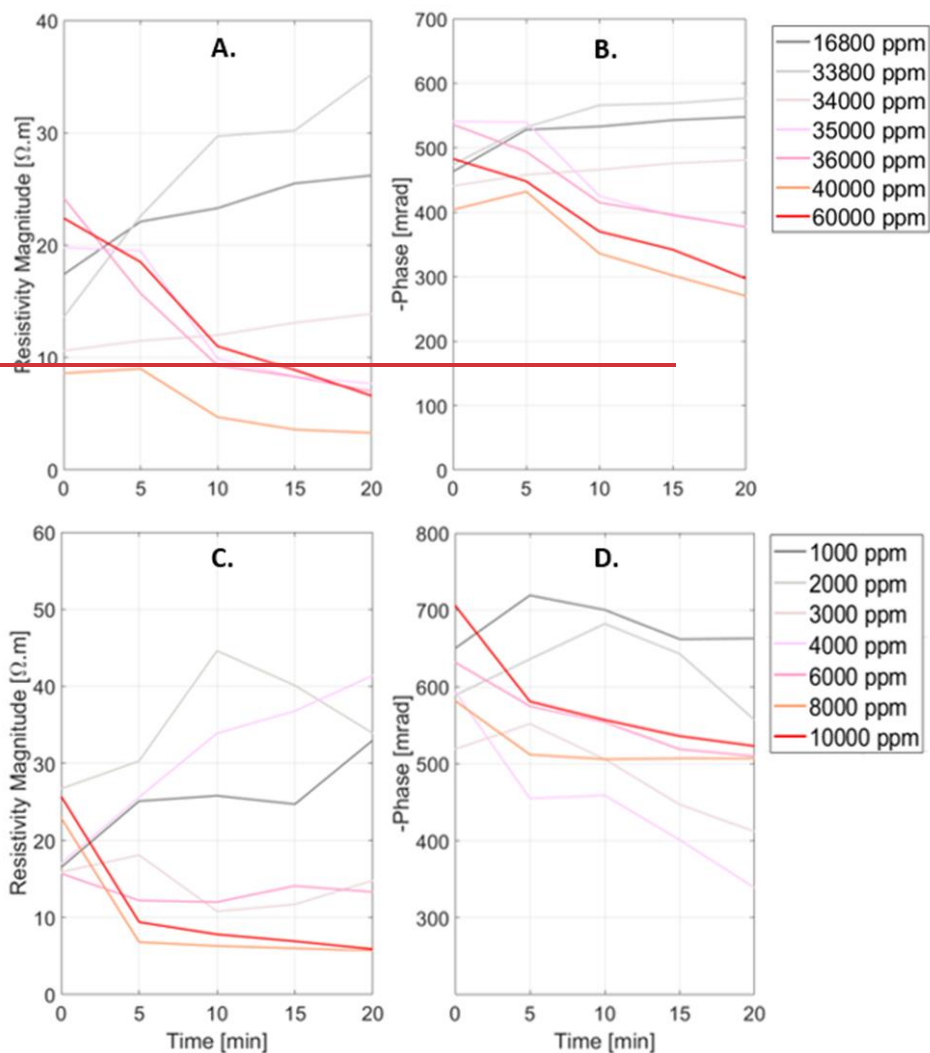 A.
40
30
20
10
0
Resistivity Magnitude [Ω.m]
0 5 10 15 20
B.
700
600
500
400
300
200
100
0
-Phase [mrad]
0 5 10 15 20
16800 ppm
33800 ppm
34000 ppm
35000 ppm
36000 ppm
40000 ppm
60000 ppm
C.
60
50
40
30
20
10
0
Resistivity Magnitude [Ω.m]
0 5 10 15 20
Time [min]
D.
800
700
600
500
400
300
-Phase [mrad]
0 5 10 15 20
Time [min]
1000 ppm
2000 ppm
3000 ppm
4000 ppm
6000 ppm
8000 ppm
10000 ppm